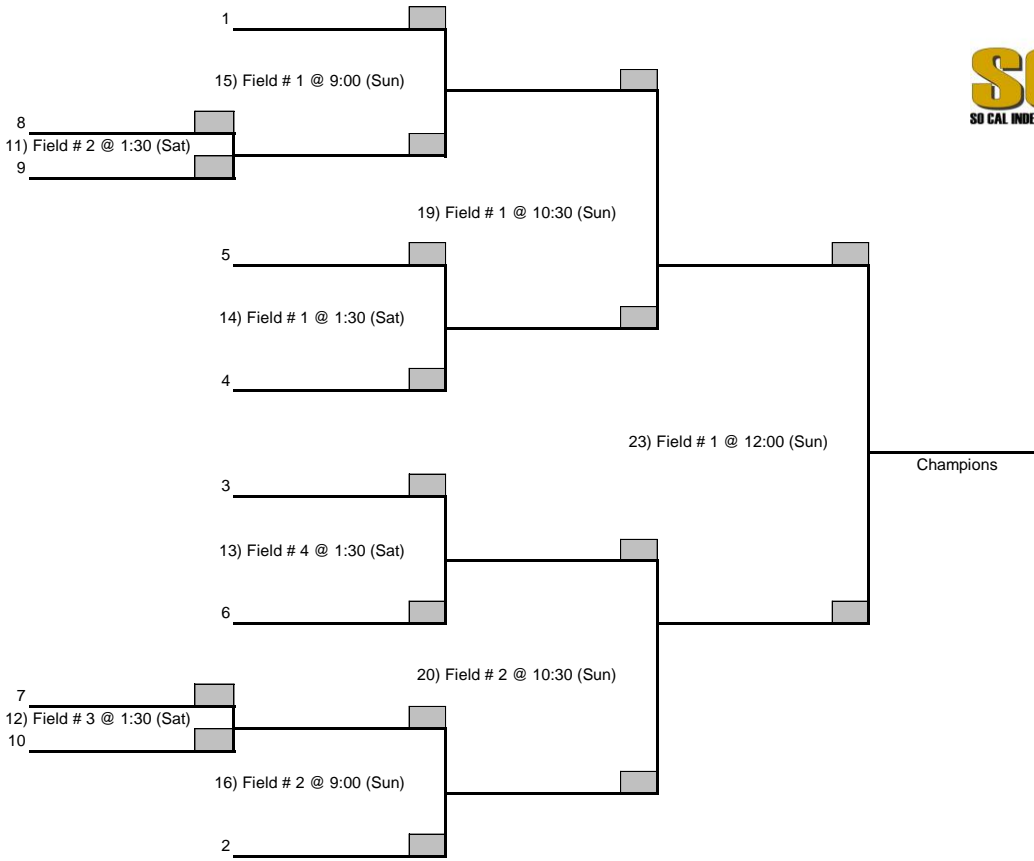 1
15) Field # 1 @ 9:00 (Sun)
8
11) Field # 2 @ 1:30 (Sat)
9
19) Field # 1 @ 10:30 (Sun)
5
14) Field # 1 @ 1:30 (Sat)
4
23) Field # 1 @ 12:00 (Sun)
Champions
3
13) Field # 4 @ 1:30 (Sat)
6
20) Field # 2 @ 10:30 (Sun)
7
12) Field # 3 @ 1:30 (Sat)
10
16) Field # 2 @ 9:00 (Sun)
2
SO CAL